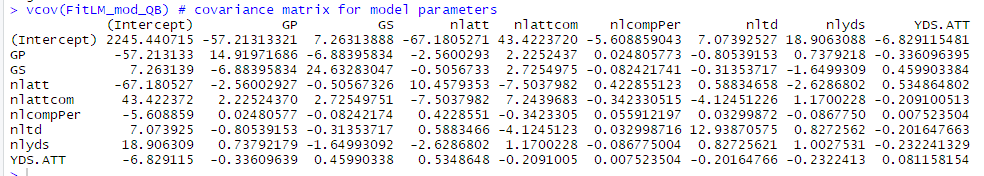 > vcov(FitLM_mod_QB) # covariance matrix for model parameters
(Intercept) GP GS nlatt nlattcom nlcompPer nltd nlyds YDS.ATT
(Intercept) 2245.440715 -57.21313321 7.26313888 -67.1805271 43.4223720 -5.608859043 7.07392527 18.9063088 -6.829115481
GP -57.213133 14.91971686 -6.88395834 -2.5600293 2.2252437 0.024805773 -0.80539153 0.7379218 -0.336096395
GS 7.263139 -6.88395834 24.63283047 -0.5056733 2.7254975 -0.082421741 -0.31353717 -1.6499309 0.459903384
nlatt -67.180527 -2.56002927 -0.50567326 10.4579353 -7.5037982 0.422855123 0.58834658 -2.6286802 0.534864802
nlattcom 43.422372 2.22524370 2.72549751 -7.5037982 7.2439683 -0.342330515 -4.12451226 1.1700228 -0.209100513
nlcompPer -5.608859 0.02480577 -0.08242174 0.4228551 -0.3423305 0.055912197 0.03299872 -0.0867750 0.007523504
nltd 7.073925 -0.80539153 -0.31353717 0.5883466 -4.1245123 0.032998716 12.93870575 0.8272562 -0.201647663
nlyds 18.906309 0.73792179 -1.64993092 -2.6286802 1.1700228 -0.086775004 0.82725621 1.0027531 -0.232241329
YDS.ATT -6.829115 -0.33609639 0.45990338 0.5348648 -0.2091005 0.007523504 -0.20164766 -0.2322413 0.081158154
>